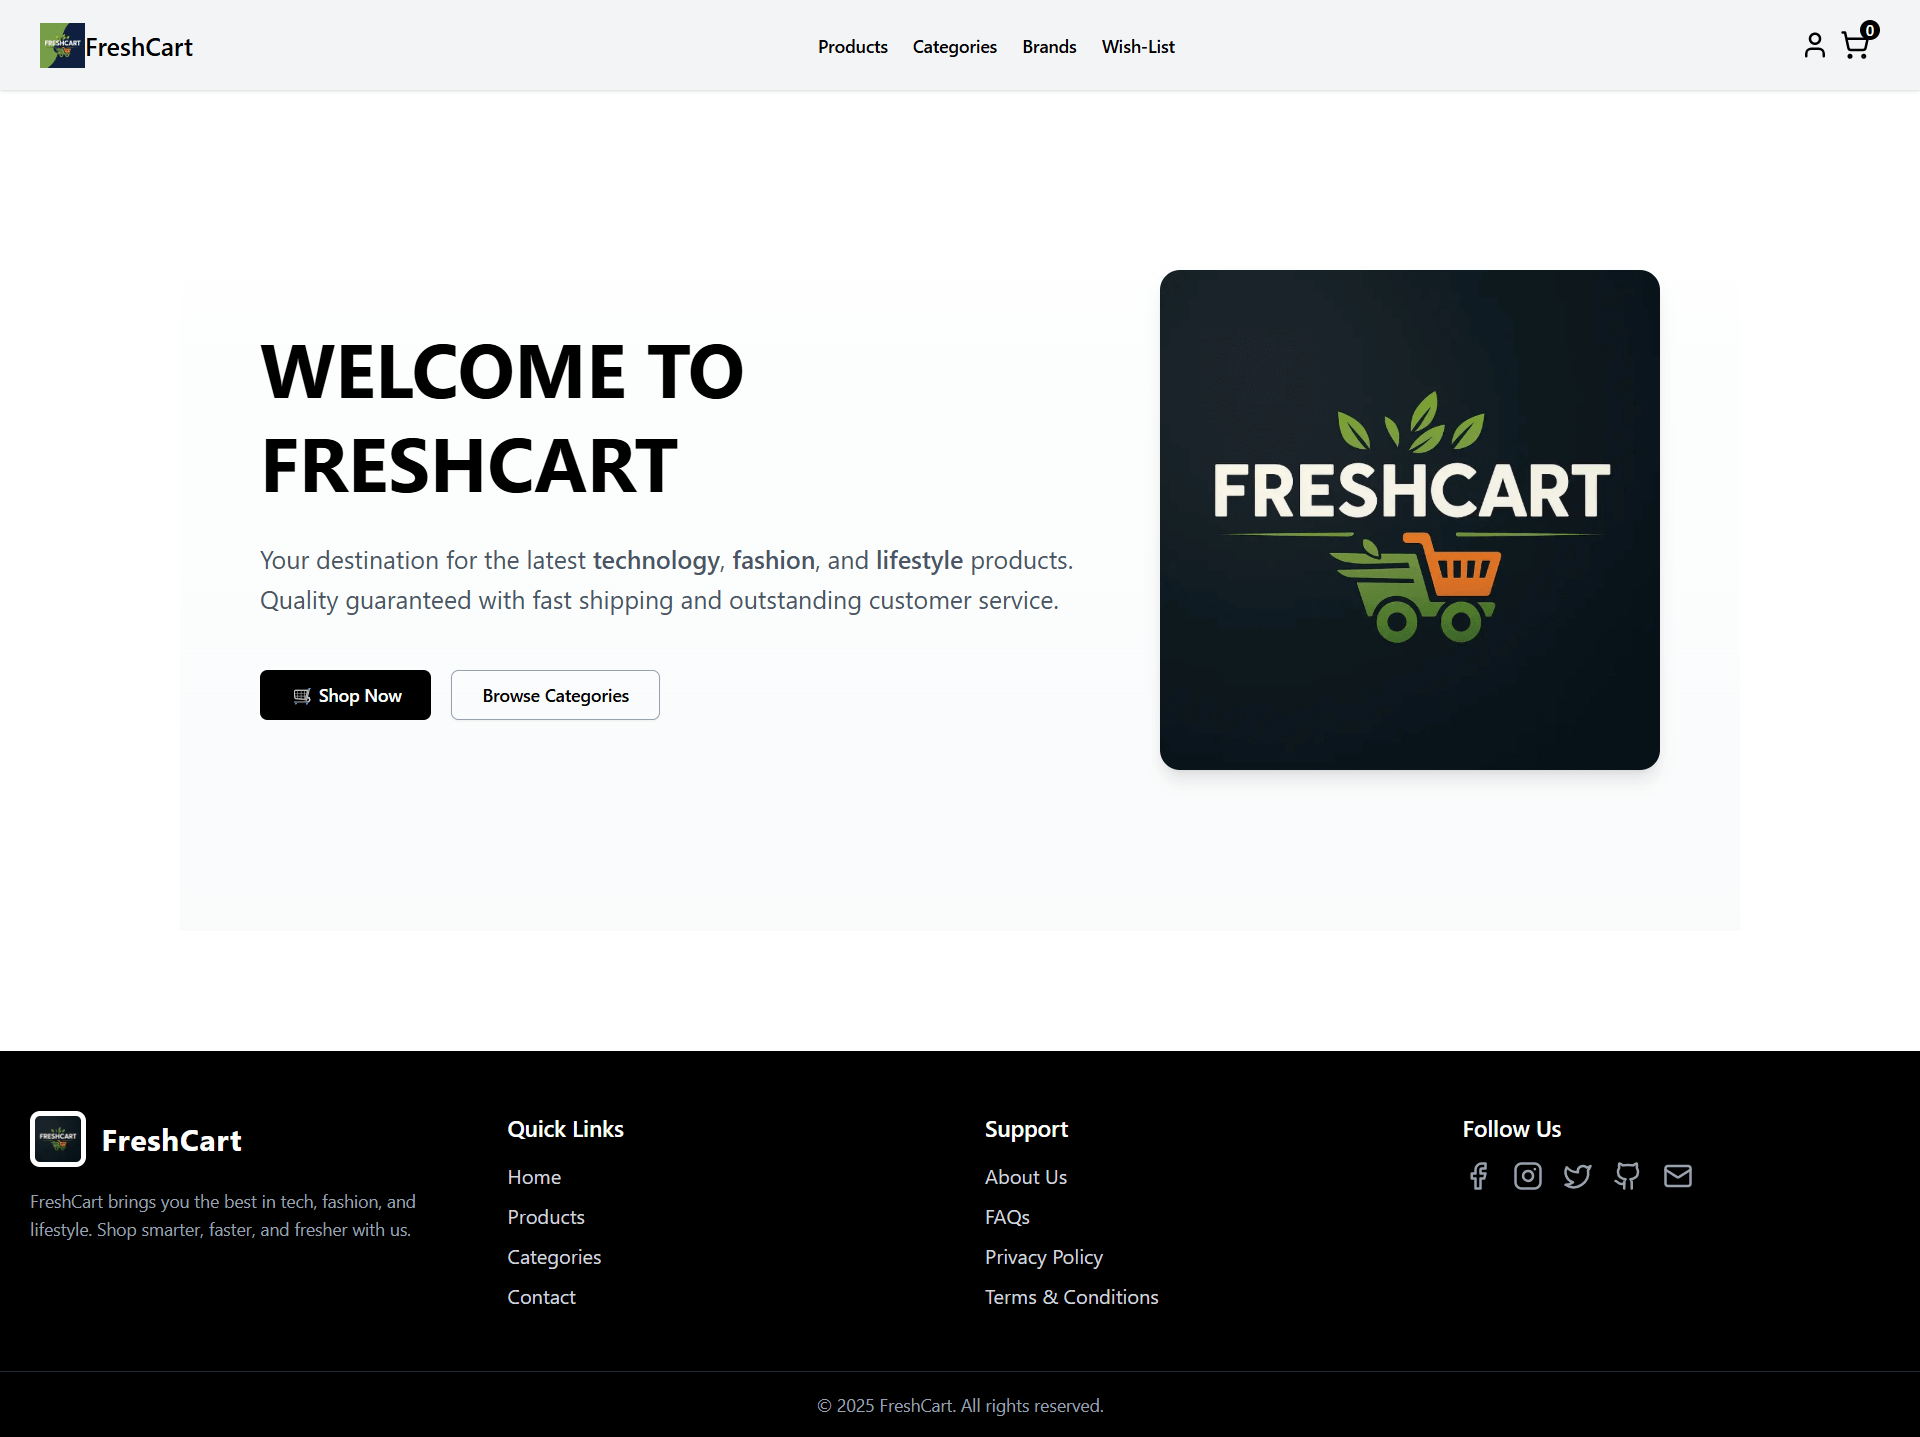 FRESHCART
FreshCart
Products
Categories
Brands
Wish-List
0
WELCOME TO
FRESHCART
Your destination for the latest technology, fashion, and lifestyle products.
Quality guaranteed with fast shipping and outstanding customer service.
Shop Now
Browse Categories
FRESHCART
FRESHCART
FreshCart
FreshCart brings you the best in tech, fashion, and
lifestyle. Shop smarter, faster, and fresher with us.
Quick Links
Home
Products
Categories
Contact
Support
About Us
FAQs
Privacy Policy
Terms & Conditions
Follow Us
© 2025 FreshCart. All rights reserved.